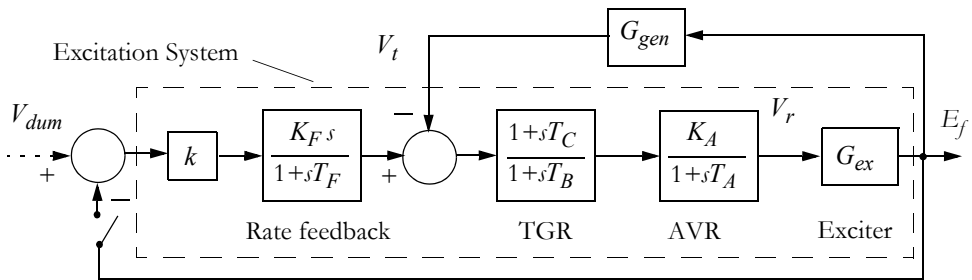 Excitation System
V_t
G_gen
V_dum
+
−
k
K_F s
1+sT_F
Rate feedback
−
+
1+sT_C
1+sT_B
TGR
K_A
1+sT_A
AVR
V_r
G_ex
Exciter
E_f